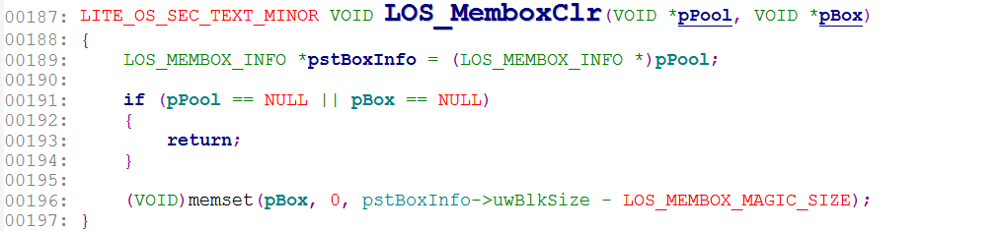 00187: LITE_OS_SEC_TEXT_MINOR VOID LOS_MemboxClr(VOID *pPool, VOID *pBox)
00188: {
00189:     LOS_MEMBOX_INFO *pstBoxInfo = (LOS_MEMBOX_INFO *)pPool;
00190:
00191:     if (pPool == NULL || pBox == NULL)
00192:     {
00193:         return;
00194:     }
00195:
00196:     (VOID)memset(pBox, 0, pstBoxInfo->uwBlkSize - LOS_MEMBOX_MAGIC_SIZE);
00197: }